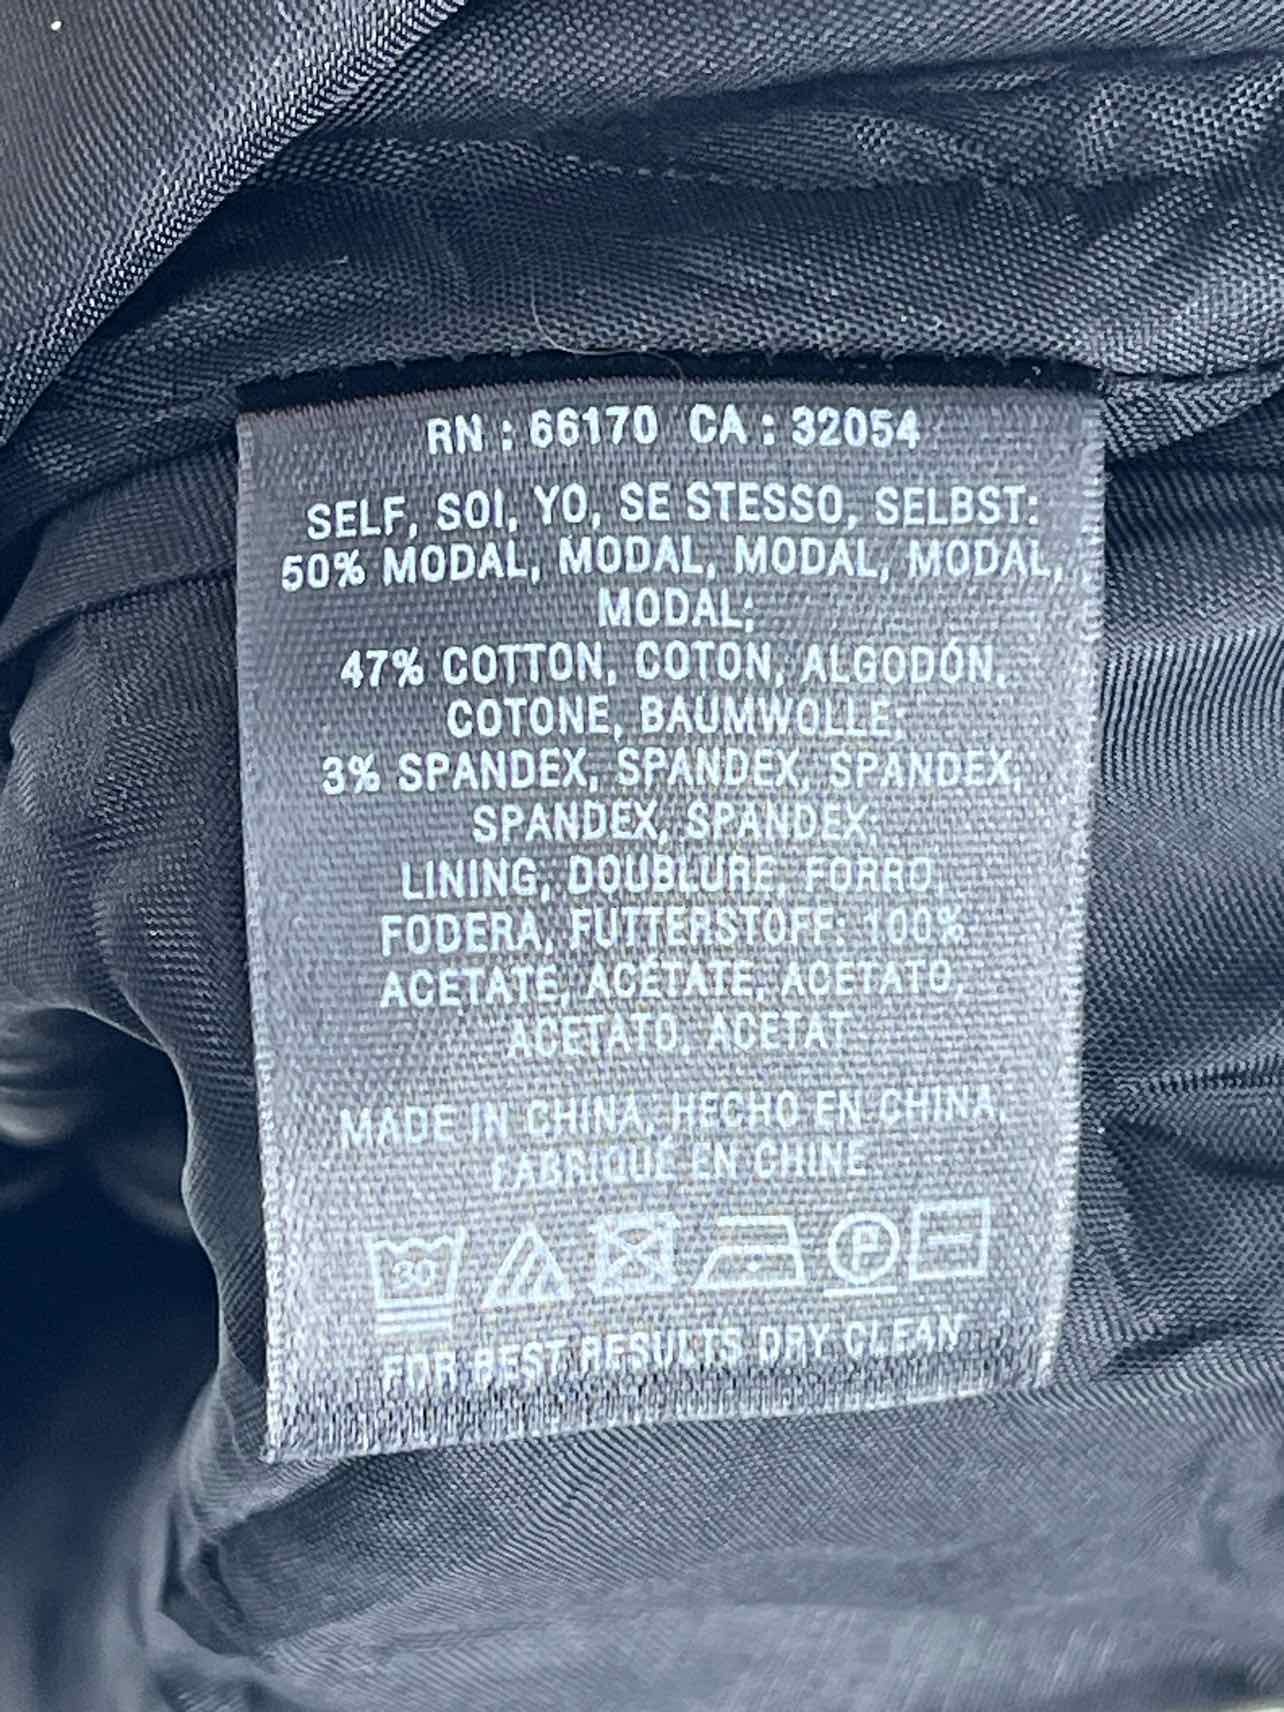 RN : 66170 CA : 32054
SELF, SOI, YO, SE STESSO, SELBST:
50% MODAL, MODAL, MODAL, MODAL,
MODAL;
47% COTTON, COTON, ALGODÓN,
COTONE, BAUMWOLLE;
3% SPANDEX, SPANDEX, SPANDEX,
SPANDEX, SPANDEX;
LINING, DOUBLURE, FORRO,
FODERA, FUTTERSTOFF: 100%
ACETATE, ACÉTATE, ACETATO,
ACETATO, ACETAT
MADE IN CHINA, HECHO EN CHINA,
FABRIQUÉ EN CHINE
30 P
FOR BEST RESULTS DRY CLEAN